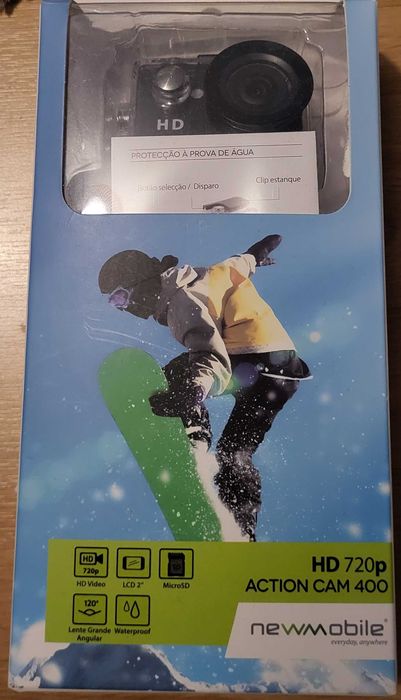 HD
PROTECÇÃO À PROVA DE ÁGUA
Botão selecção / Disparo
Clip estanque
HD
720p
HD Video
LCD 2"
MicroSD
120°
Lente Grande
Angular
Waterproof
HD 720p
ACTION CAM 400
newmobile®
everyday, anywhere